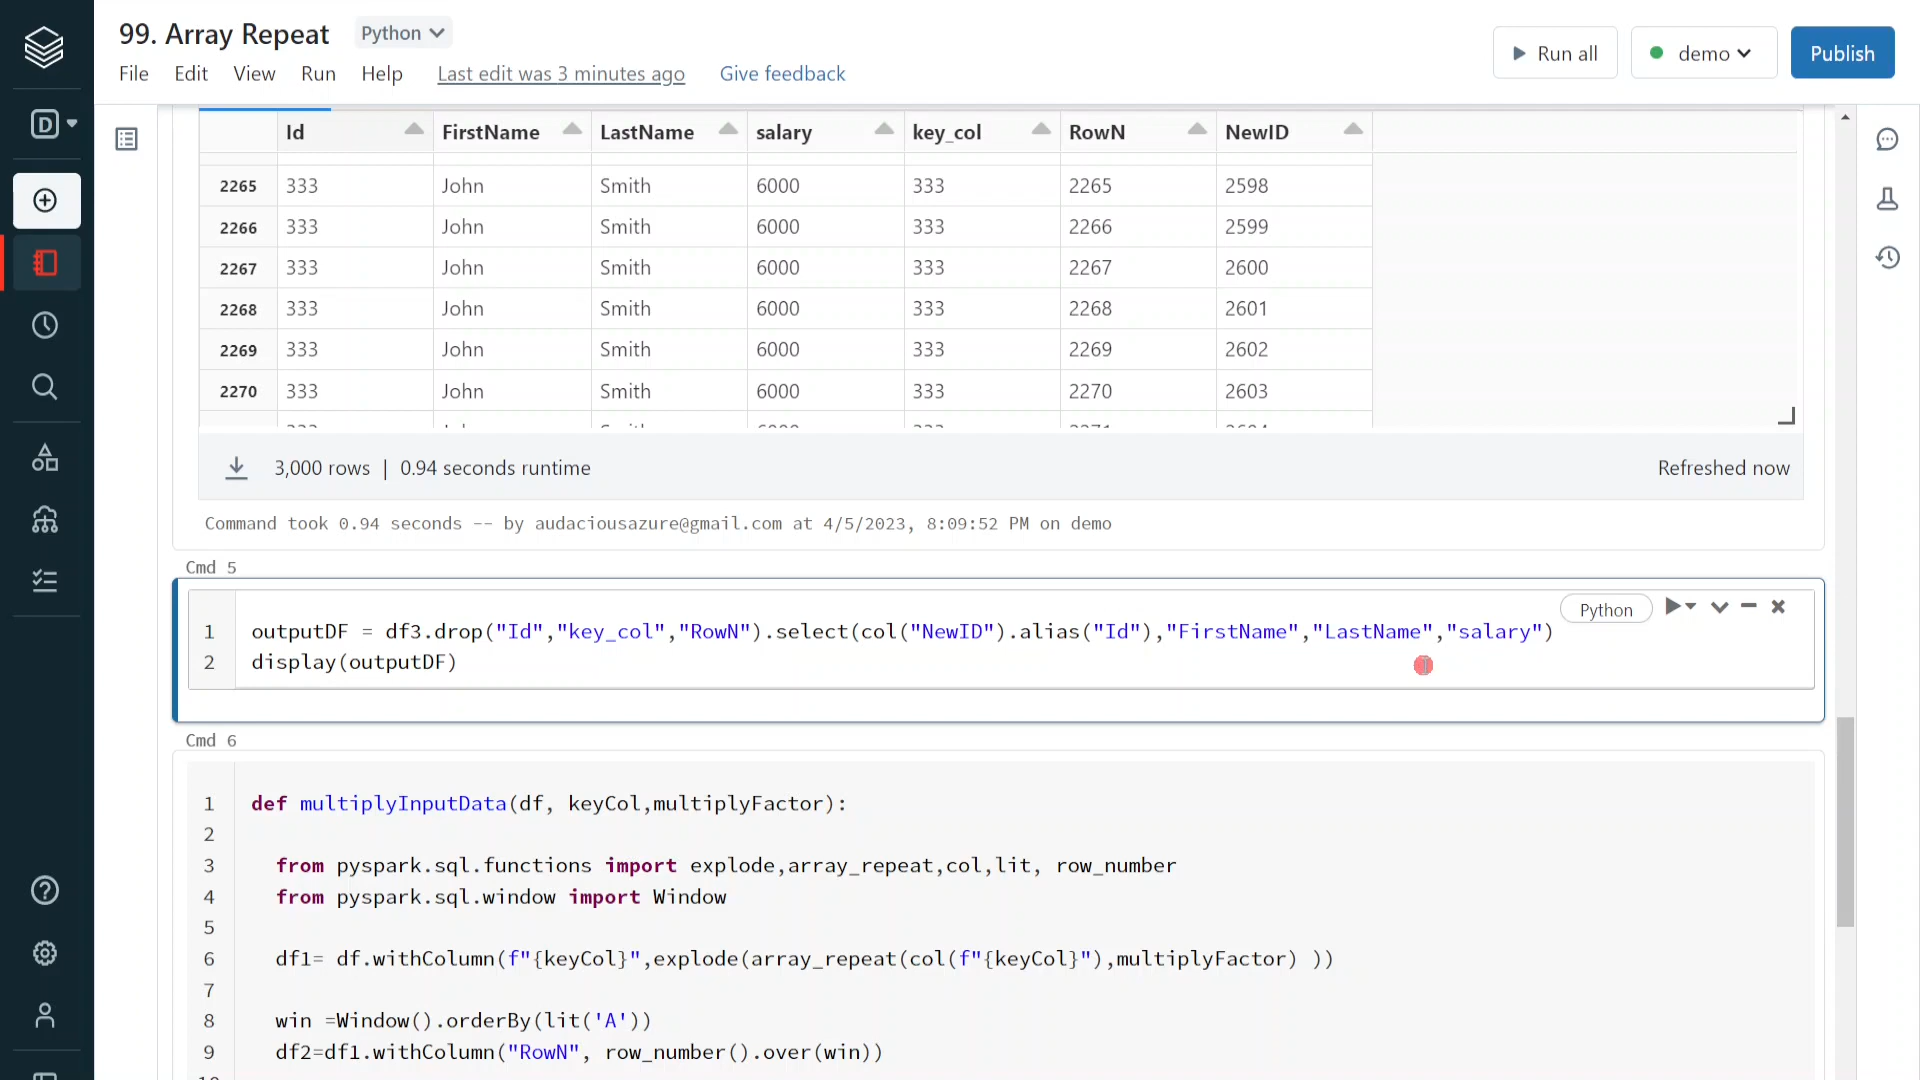 99. Array Repeat
Python
File Edit View Run Help Last edit was 3 minutes ago Give feedback
Run all
demo
Publish
D
Id FirstName LastName salary key_col RowN NewID
2265 333 John Smith 6000 333 2265 2598
2266 333 John Smith 6000 333 2266 2599
2267 333 John Smith 6000 333 2267 2600
2268 333 John Smith 6000 333 2268 2601
2269 333 John Smith 6000 333 2269 2602
2270 333 John Smith 6000 333 2270 2603
3,000 rows | 0.94 seconds runtime
Refreshed now
Command took 0.94 seconds -- by audaciousazure@gmail.com at 4/5/2023, 8:09:52 PM on demo
Cmd 5
Python
1 outputDF = df3.drop("Id","key_col","RowN").select(col("NewID").alias("Id"),"FirstName","LastName","salary")
2 display(outputDF)
Cmd 6
1 def multiplyInputData(df, keyCol,multiplyFactor):
2
3 from pyspark.sql.functions import explode,array_repeat,col,lit, row_number
4 from pyspark.sql.window import Window
5
6 df1= df.withColumn(f"{keyCol}",explode(array_repeat(col(f"{keyCol}"),multiplyFactor) ))
7
8 win =Window().orderBy(lit('A'))
9 df2=df1.withColumn("RowN", row_number().over(win))